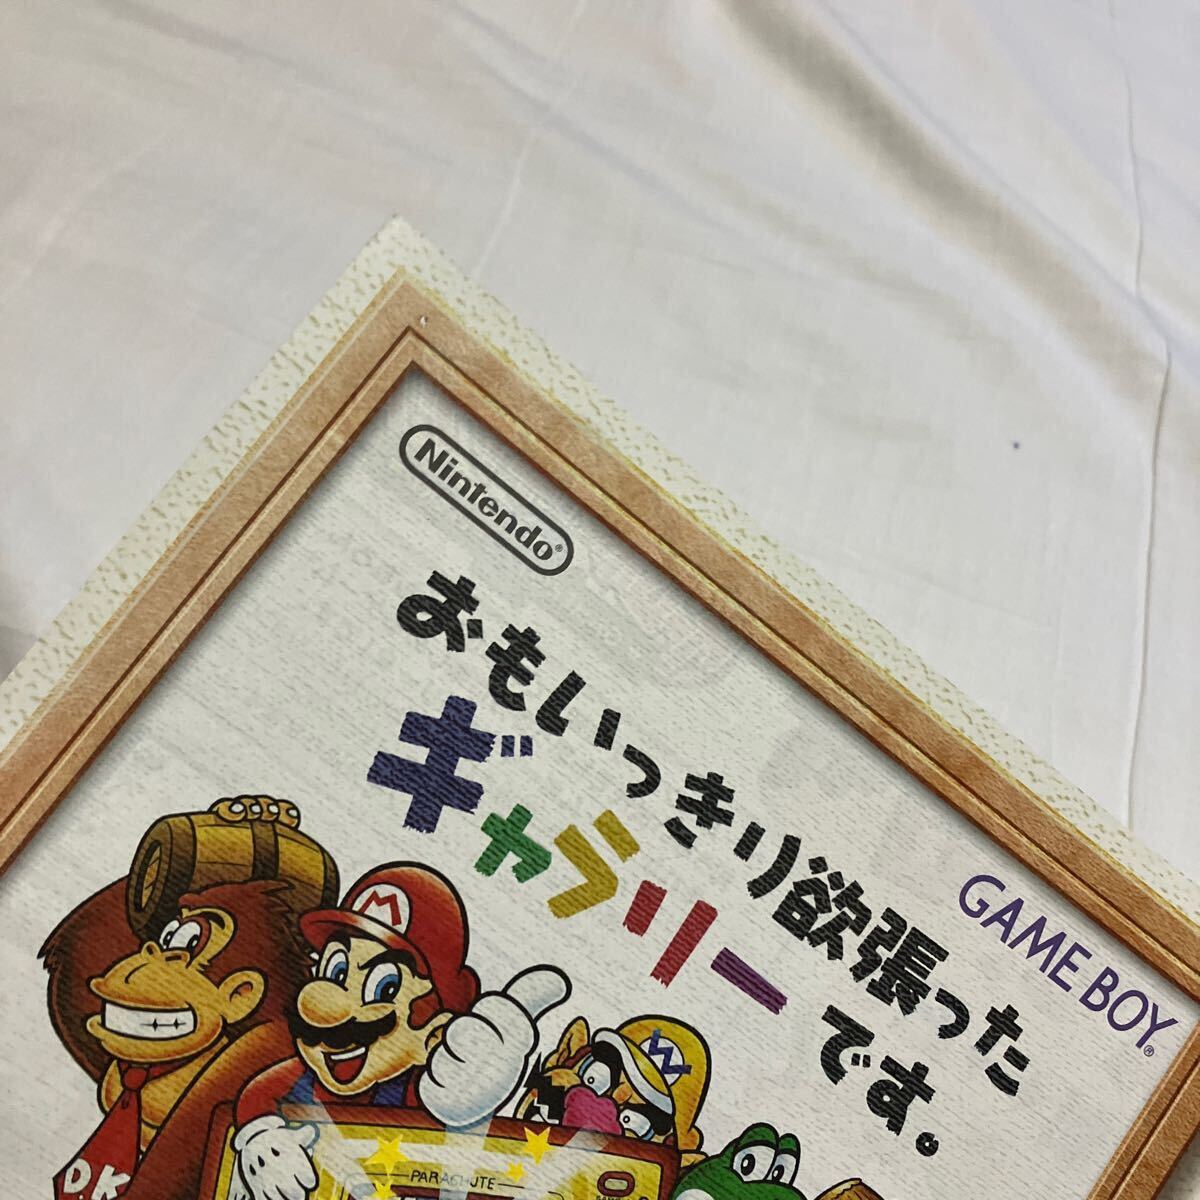 Nintendo®
おもいっきり欲張った
ギャラリーです。
GAME BOY®
M
W
D.K
PARACHUTE